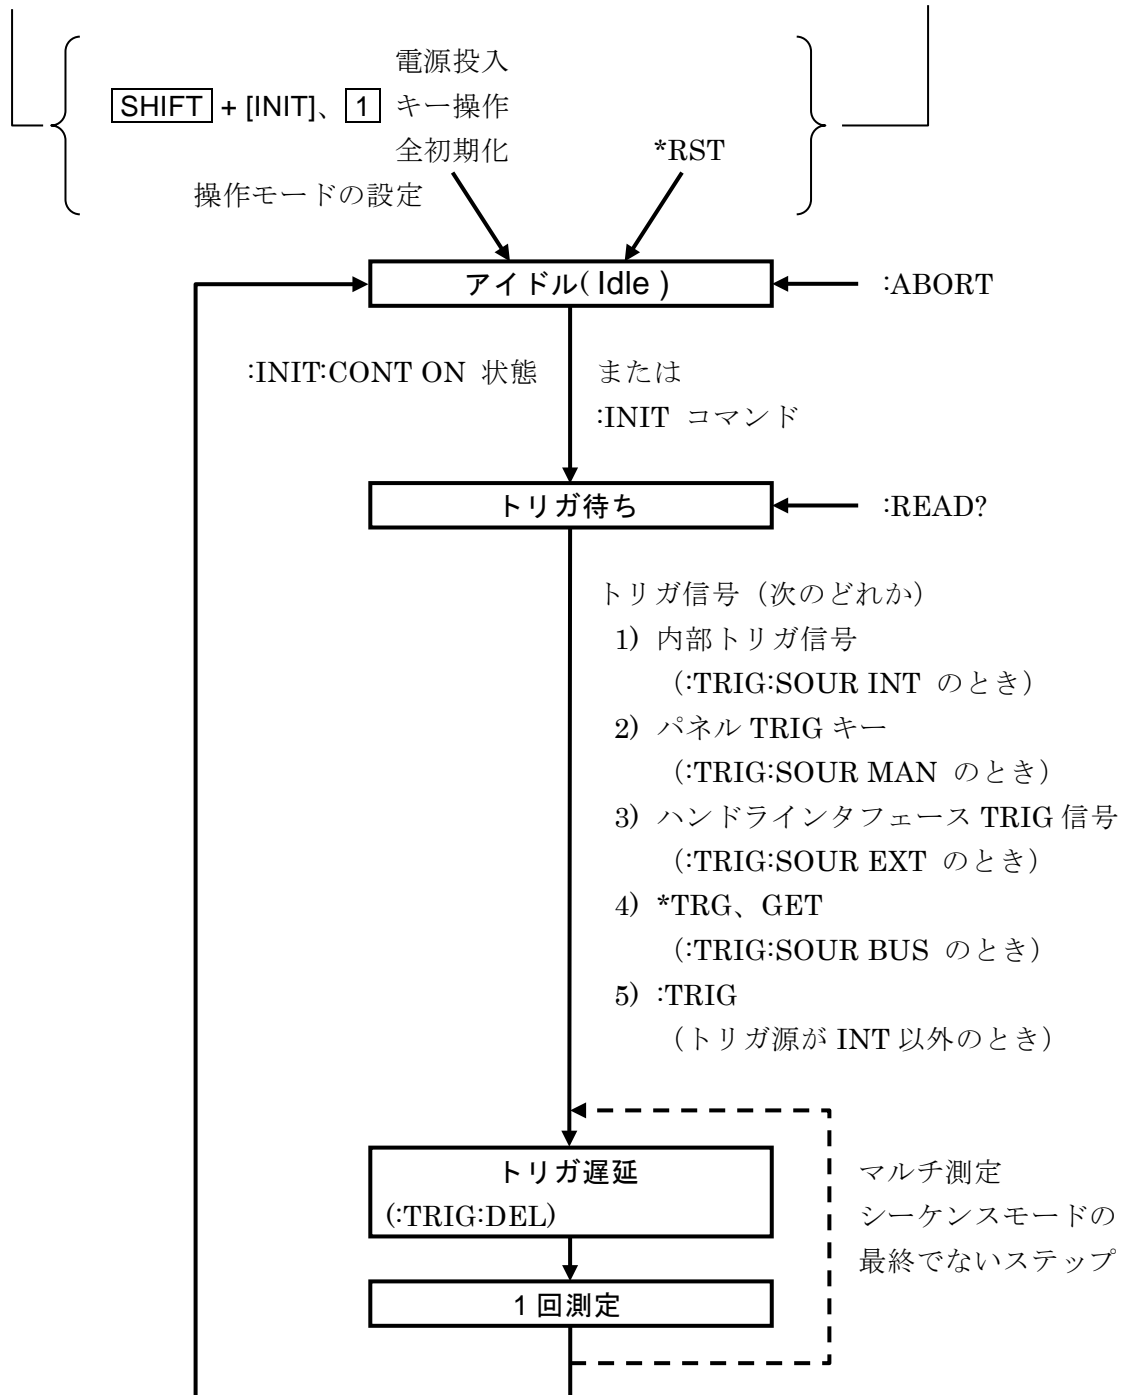 電源投入
SHIFT + [INIT]、 1 キー操作
全初期化 *RST
操作モードの設定
アイドル( Idle )
:ABORT
:INIT:CONT ON 状態 または
:INIT コマンド
トリガ待ち
:READ?
トリガ信号（次のどれか）
1) 内部トリガ信号
（:TRIG:SOUR INT のとき）
2) パネル TRIG キー
（:TRIG:SOUR MAN のとき）
3) ハンドラインタフェース TRIG 信号
（:TRIG:SOUR EXT のとき）
4) *TRG、GET
（:TRIG:SOUR BUS のとき）
5) :TRIG
（トリガ源が INT 以外のとき）
トリガ遅延
(:TRIG:DEL)
マルチ測定
シーケンスモードの
最終でないステップ
1 回測定